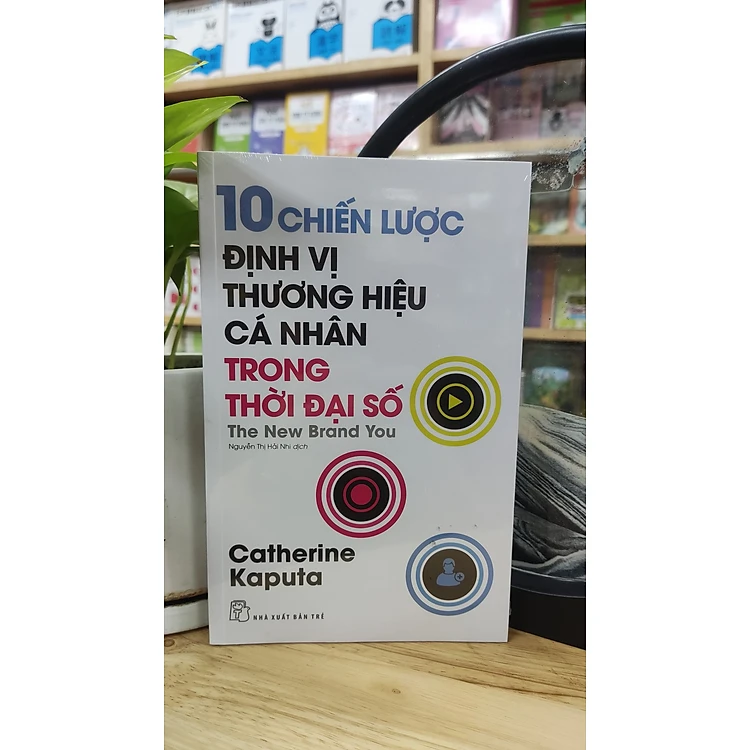 10 CHIẾN LƯỢC
ĐỊNH VỊ
THƯƠNG HIỆU
CÁ NHÂN
TRONG
THỜI ĐẠI SỐ
The New Brand You
Nguyễn Thị Hải Nhi dịch
Catherine
Kaputa
NHÀ XUẤT BẢN TRẺ